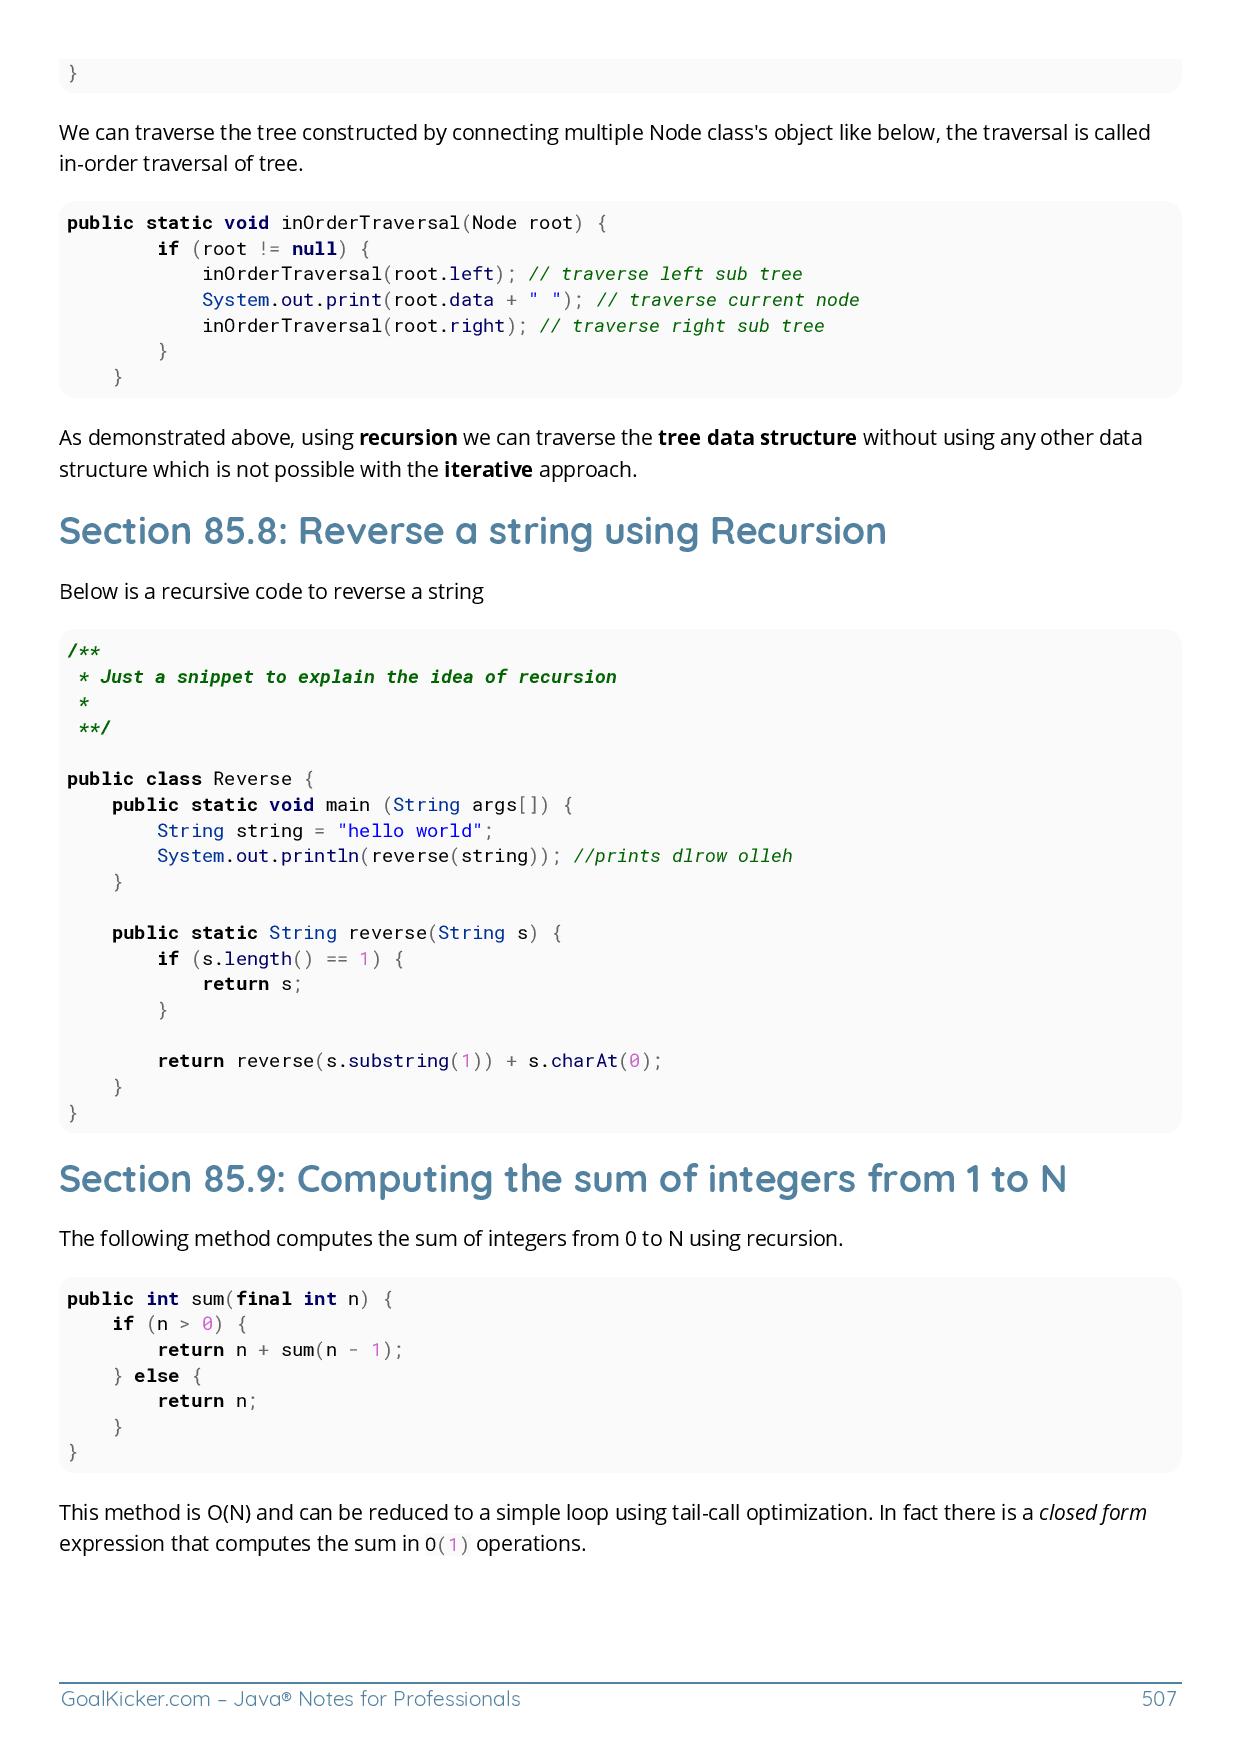 }
We can traverse the tree constructed by connecting multiple Node class's object like below, the traversal is called
in-order traversal of tree.
public static void inOrderTraversal(Node root) {
        if (root != null) {
            inOrderTraversal(root.left); // traverse left sub tree
            System.out.print(root.data + " "); // traverse current node
            inOrderTraversal(root.right); // traverse right sub tree
        }
    }
As demonstrated above, using recursion we can traverse the tree data structure without using any other data
structure which is not possible with the iterative approach.
Section 85.8: Reverse a string using Recursion
Below is a recursive code to reverse a string
/**
 * Just a snippet to explain the idea of recursion
 *
 **/
public class Reverse {
    public static void main (String args[]) {
        String string = "hello world";
        System.out.println(reverse(string)); //prints dlrow olleh
    }
    public static String reverse(String s) {
        if (s.length() == 1) {
            return s;
        }
        return reverse(s.substring(1)) + s.charAt(0);
    }
}
Section 85.9: Computing the sum of integers from 1 to N
The following method computes the sum of integers from 0 to N using recursion.
public int sum(final int n) {
    if (n > 0) {
        return n + sum(n - 1);
    } else {
        return n;
    }
}
This method is O(N) and can be reduced to a simple loop using tail-call optimization. In fact there is a closed form
expression that computes the sum in O(1) operations.
GoalKicker.com – Java® Notes for Professionals 507